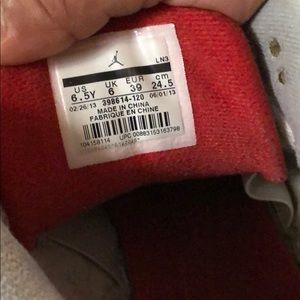 LN3
US UK EUR cm
6.5Y 6 39 24.5
02/26/13 398614-120 06/01/13
MADE IN CHINA
FABRIQUE EN CHINE
104158114 UPC 00883153163798